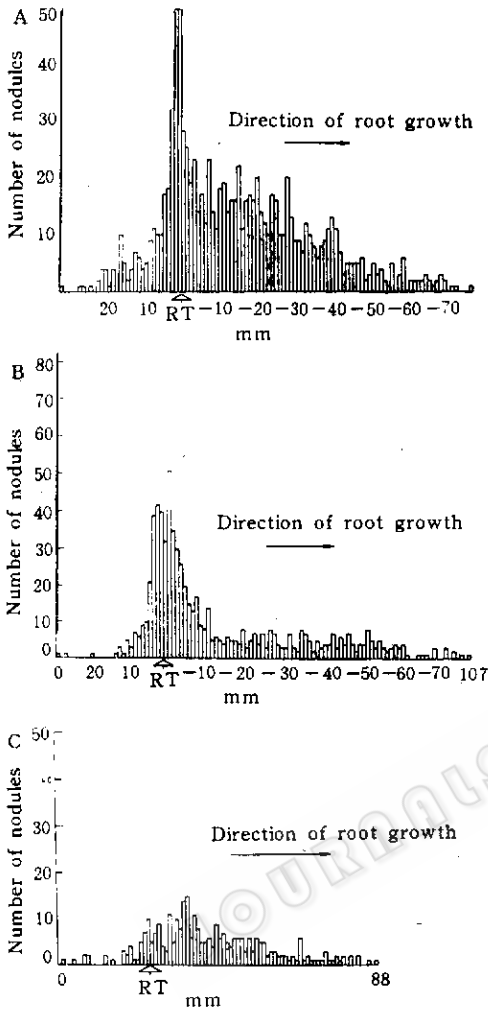 A
Number of nodules
50
40
30
20
10
Direction of root growth
20 10 RT -10 -20 -30 -40 -50 -60 -70
mm
B
Number of nodules
80
70
60
50
40
30
20
10
0
Direction of root growth
0 20 10 RT -10 -20 -30 -40 -50 -60 -70 107
mm
C
Number of nodules
50
30
20
10
0
Direction of root growth
0 RT 88
mm
JOURNALS